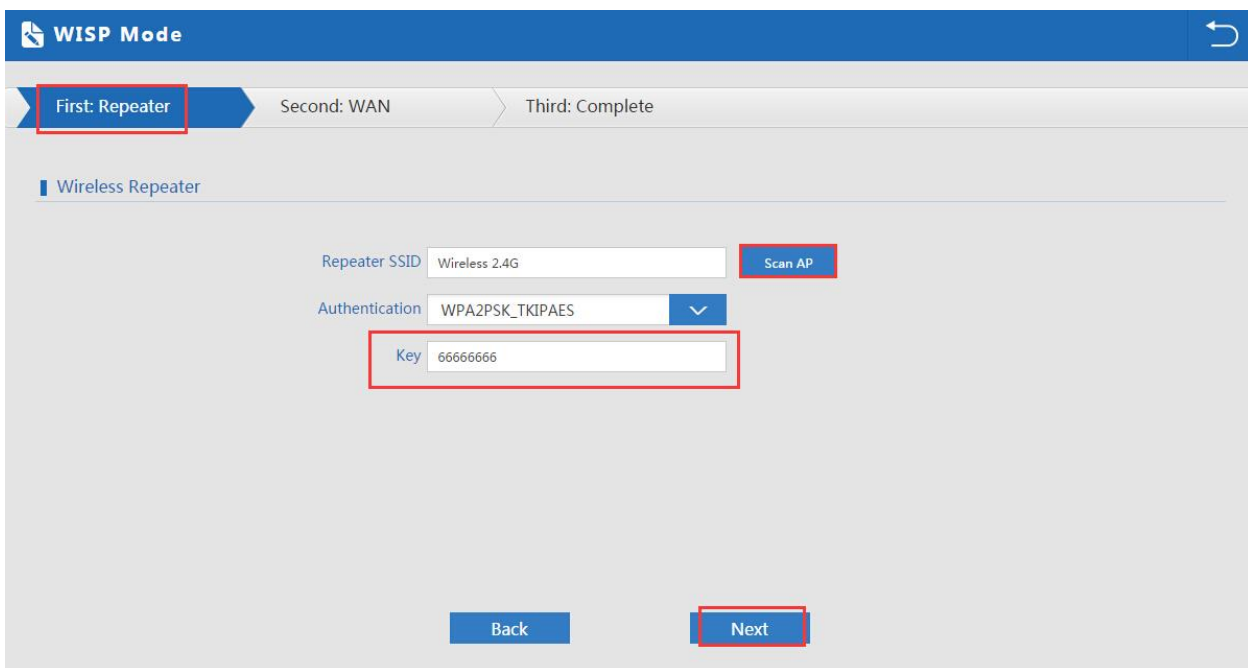 WISP Mode
First: Repeater Second: WAN Third: Complete
Wireless Repeater
Repeater SSID Wireless 2.4G Scan AP
Authentication WPA2PSK_TKIPAES
Key 66666666
Back Next